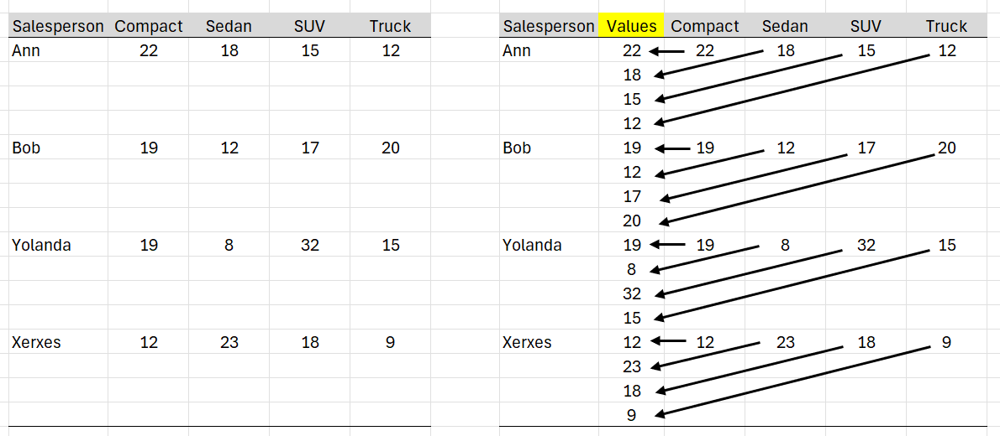 Salesperson Compact Sedan SUV Truck Salesperson Values Compact Sedan SUV Truck
Ann 22 18 15 12 Ann 22 22 18 15 12
18
15
12
Bob 19 12 17 20 Bob 19 19 12 17 20
12
17
20
Yolanda 19 8 32 15 Yolanda 19 19 8 32 15
8
32
15
Xerxes 12 23 18 9 Xerxes 12 12 23 18 9
23
18
9